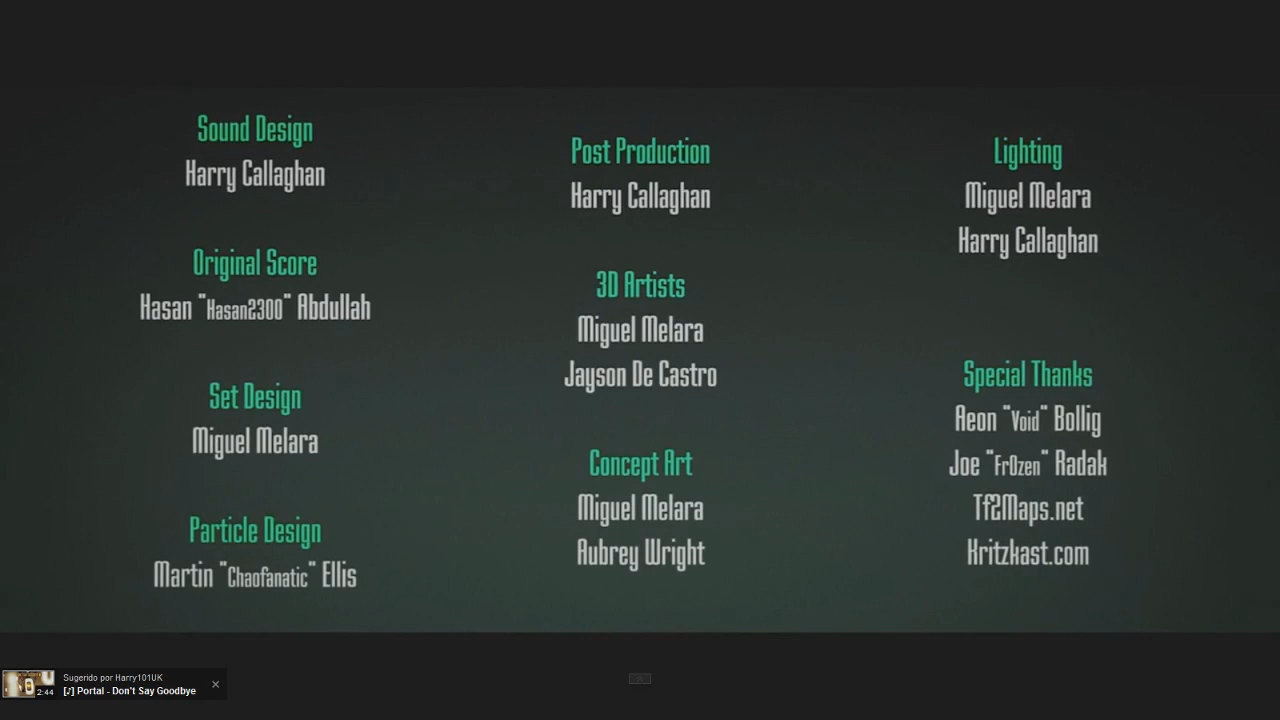 Sound Design
Harry Callaghan
Original Score
Hasan "Hasan2300" Abdullah
Set Design
Miguel Melara
Particle Design
Martin "Chaofanatic" Ellis
Post Production
Harry Callaghan
3D Artists
Miguel Melara
Jayson De Castro
Concept Art
Miguel Melara
Aubrey Wright
Lighting
Miguel Melara
Harry Callaghan
Special Thanks
Aeon "Void" Bollig
Joe "Fr0zen" Radak
Tf2Maps.net
Kritzkast.com
2:44
Sugerido por Harry101UK
[♪] Portal - Don't Say Goodbye